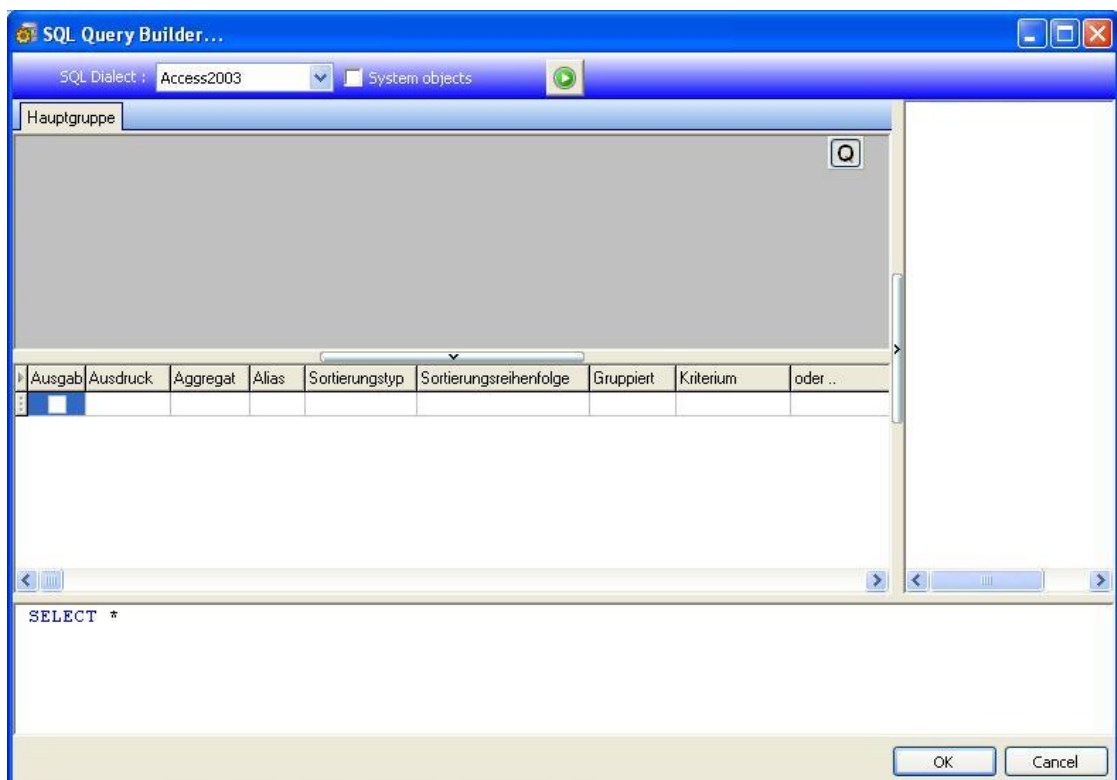 SQL Query Builder...
SQL Dialect : Access2003 System objects
Hauptgruppe
Q
Ausgab Ausdruck Aggregat Alias Sortierungstyp Sortierungsreihenfolge Gruppiert Kriterium oder ..
SELECT *
OK Cancel